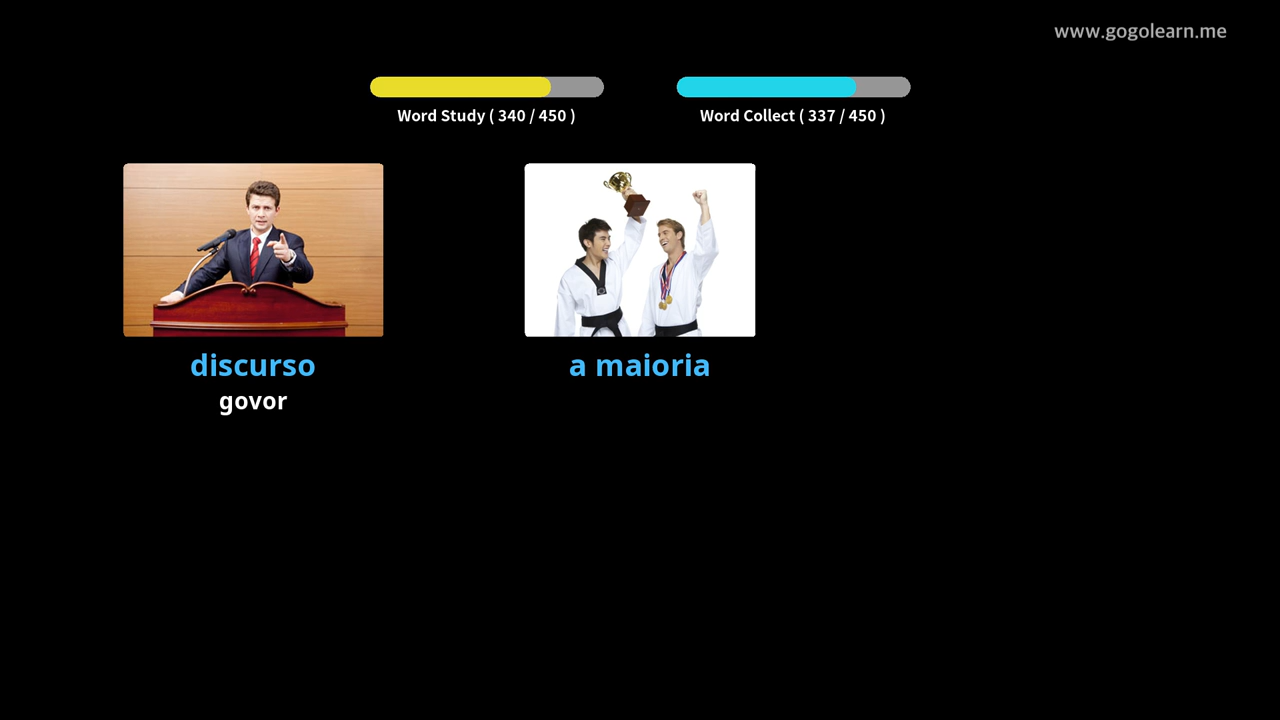 www.gogolearn.me
Word Study ( 340 / 450 )
Word Collect ( 337 / 450 )
discurso
govor
a maioria